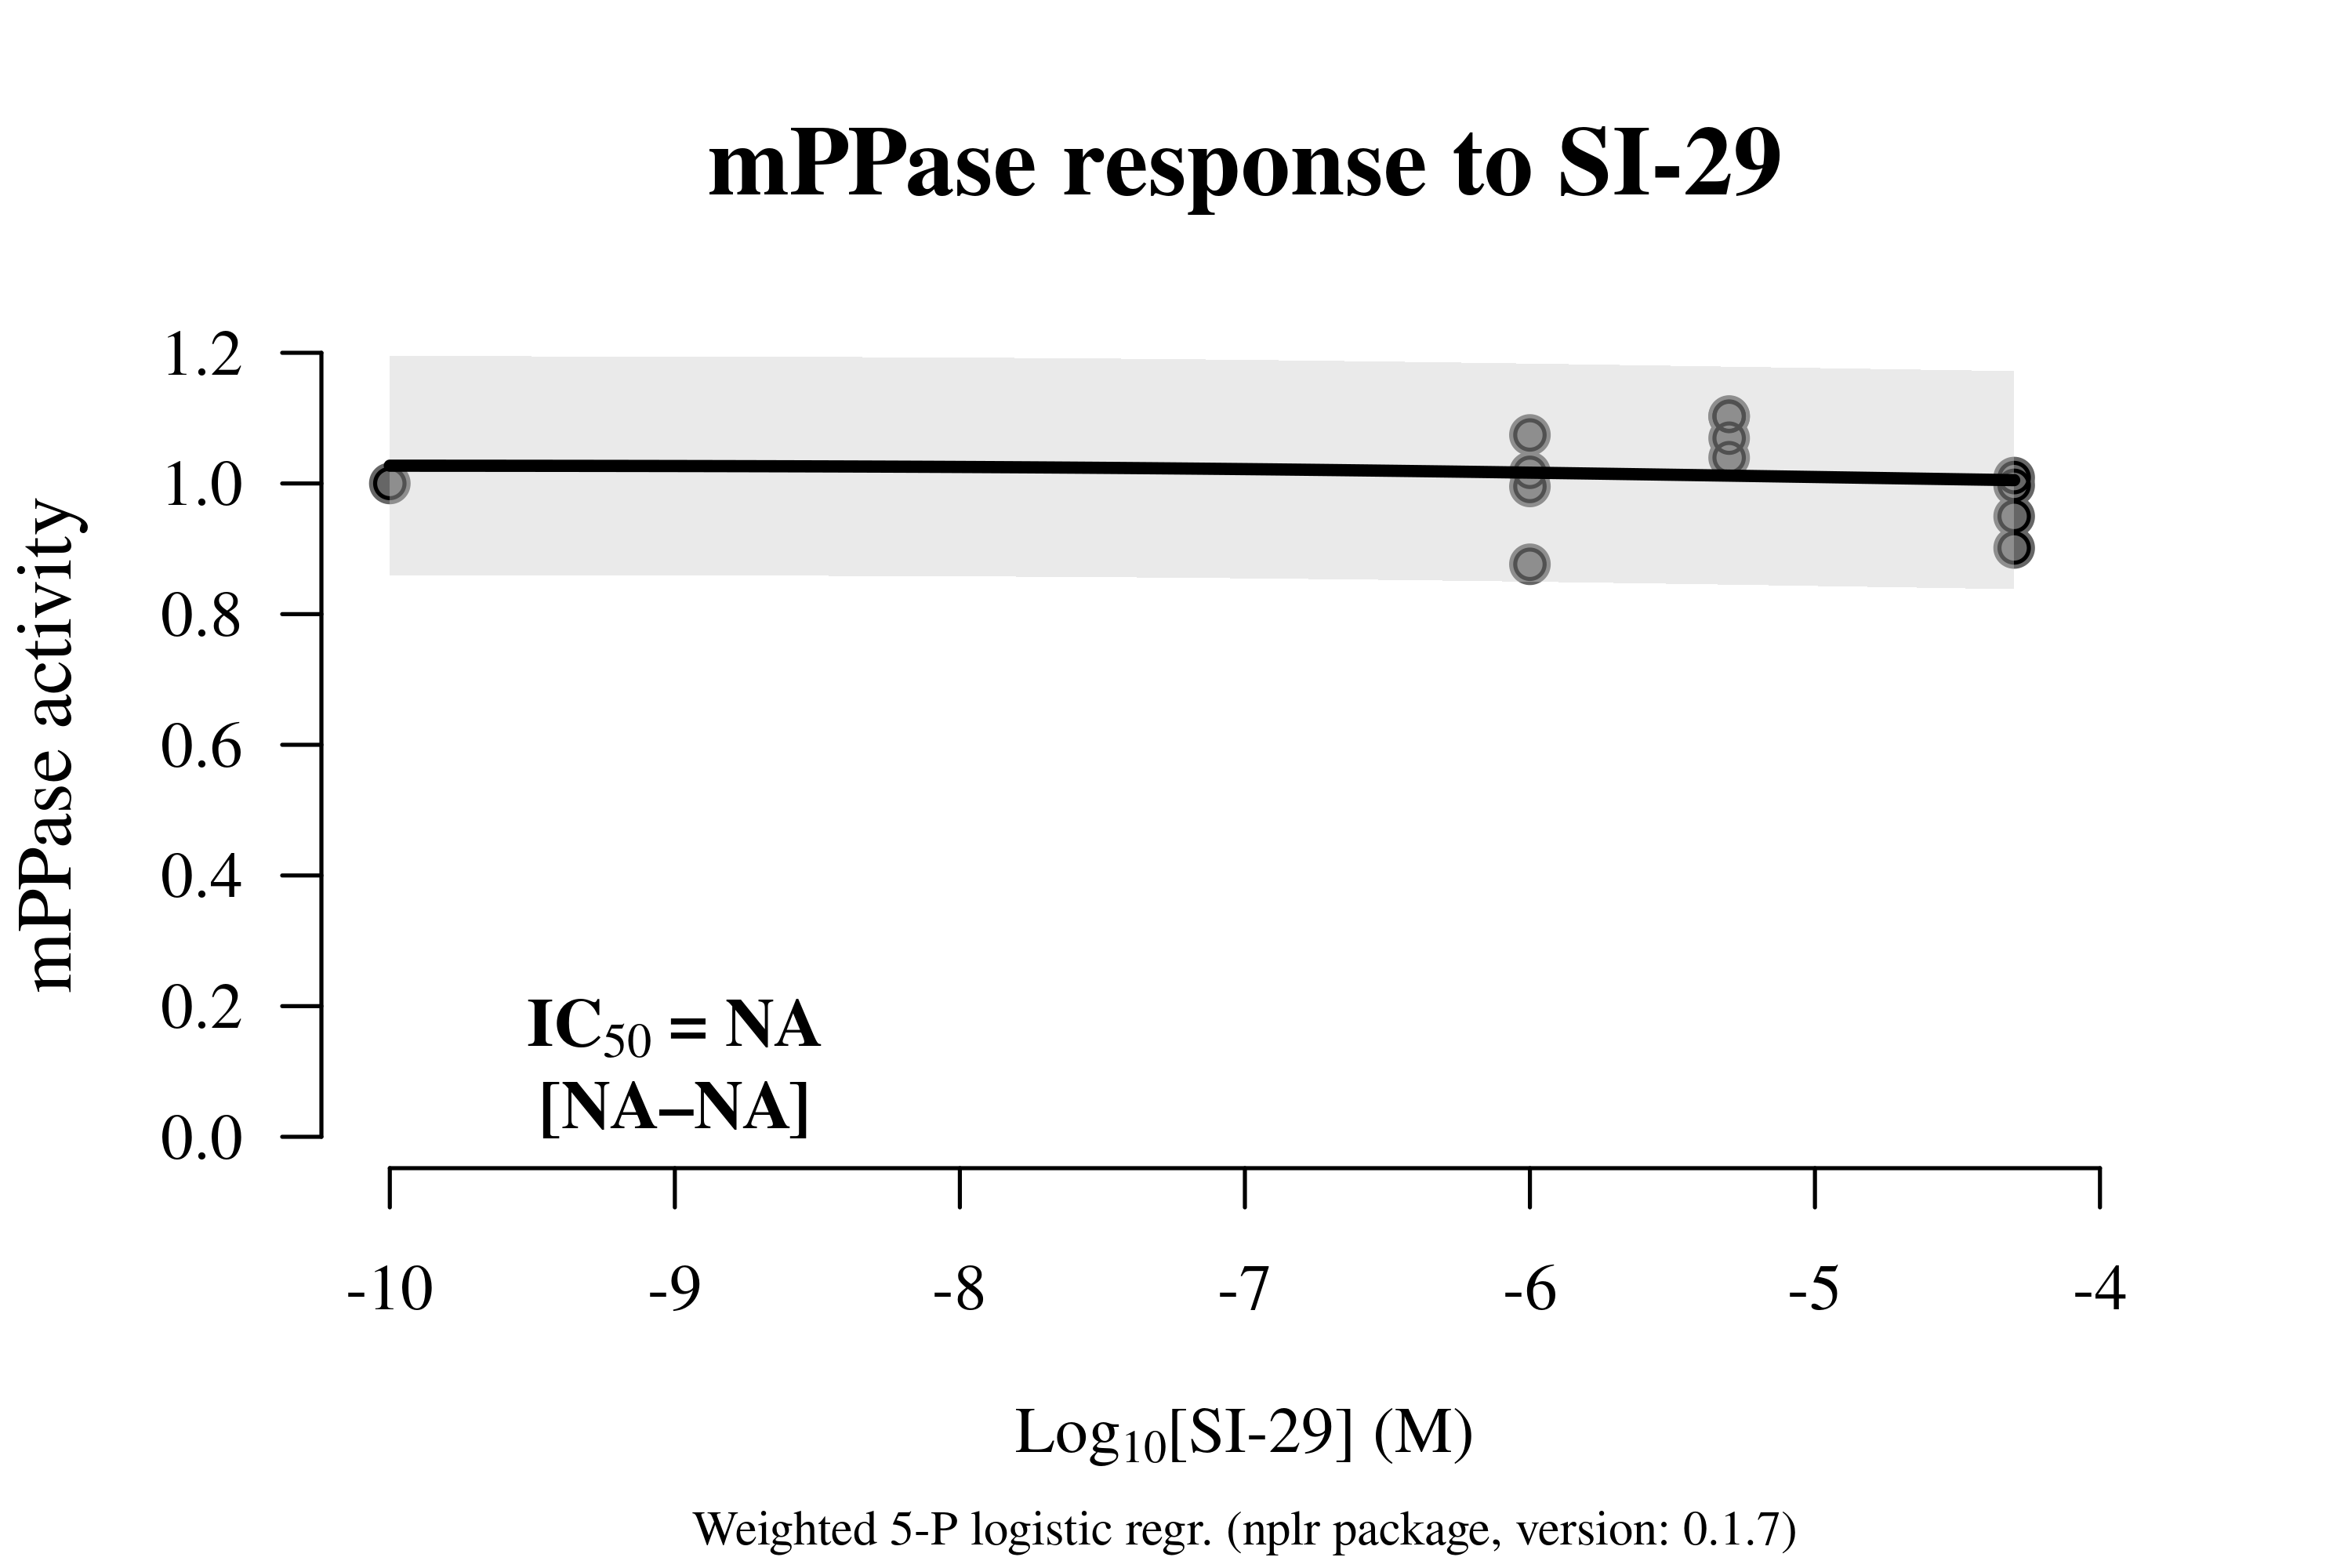 mPPase response to SI-29
mPPase activity
1.2
1.0
0.8
0.6
0.4
0.2
0.0
IC50 = NA
[NA–NA]
-10 -9 -8 -7 -6 -5 -4
Log10[SI-29] (M)
Weighted 5-P logistic regr. (nplr package, version: 0.1.7)